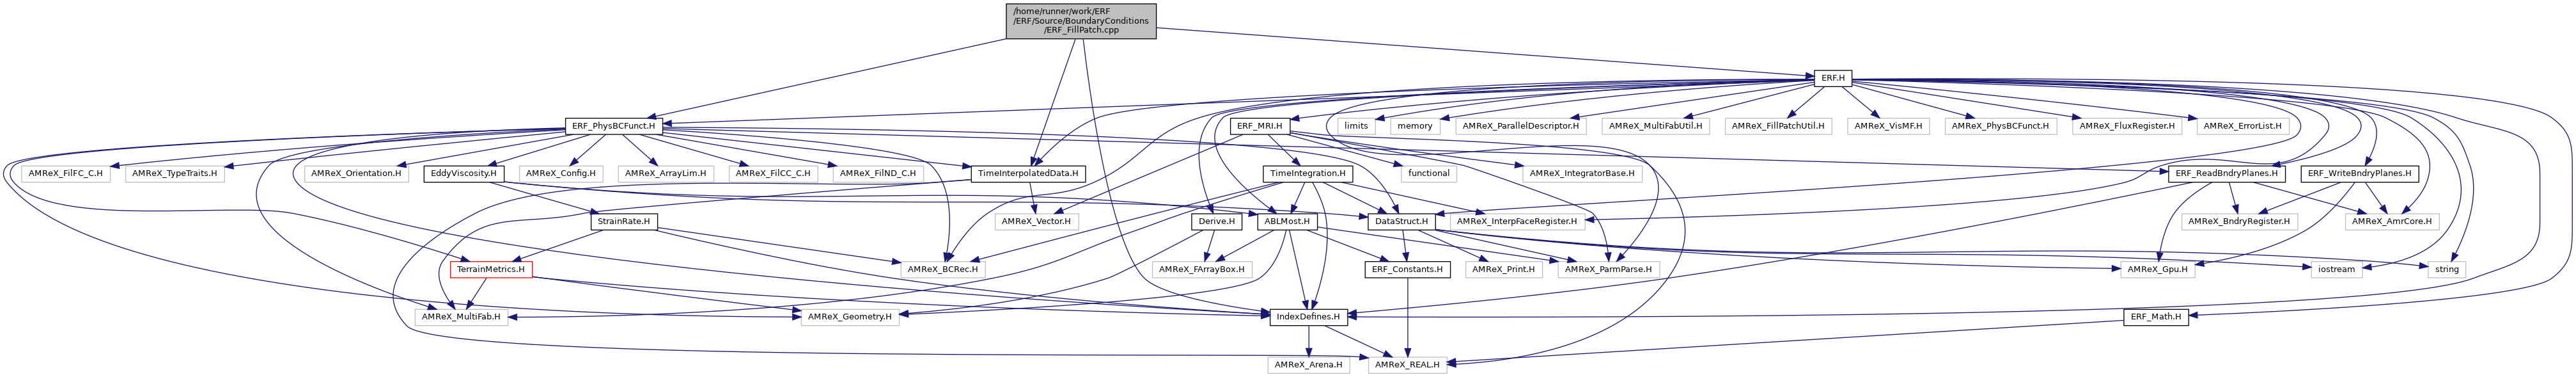 /home/runner/work/ERF
/ERF/Source/BoundaryConditions
/ERF_FillPatch.cpp
ERF.H
ERF_PhysBCFunct.H
ERF_MRI.H
limits
memory
AMReX_ParallelDescriptor.H
AMReX_MultiFabUtil.H
AMReX_FillPatchUtil.H
AMReX_VisMF.H
AMReX_PhysBCFunct.H
AMReX_FluxRegister.H
AMReX_ErrorList.H
AMReX_FilFC_C.H
AMReX_TypeTraits.H
AMReX_Orientation.H
EddyViscosity.H
AMReX_Config.H
AMReX_ArrayLim.H
AMReX_FilCC_C.H
AMReX_FilND_C.H
TimeInterpolatedData.H
TimeIntegration.H
functional
AMReX_IntegratorBase.H
ERF_ReadBndryPlanes.H
ERF_WriteBndryPlanes.H
StrainRate.H
AMReX_Vector.H
Derive.H
ABLMost.H
DataStruct.H
AMReX_InterpFaceRegister.H
AMReX_BndryRegister.H
AMReX_AmrCore.H
TerrainMetrics.H
AMReX_BCRec.H
AMReX_FArrayBox.H
ERF_Constants.H
AMReX_Print.H
AMReX_ParmParse.H
AMReX_Gpu.H
iostream
string
AMReX_MultiFab.H
AMReX_Geometry.H
IndexDefines.H
ERF_Math.H
AMReX_Arena.H
AMReX_REAL.H